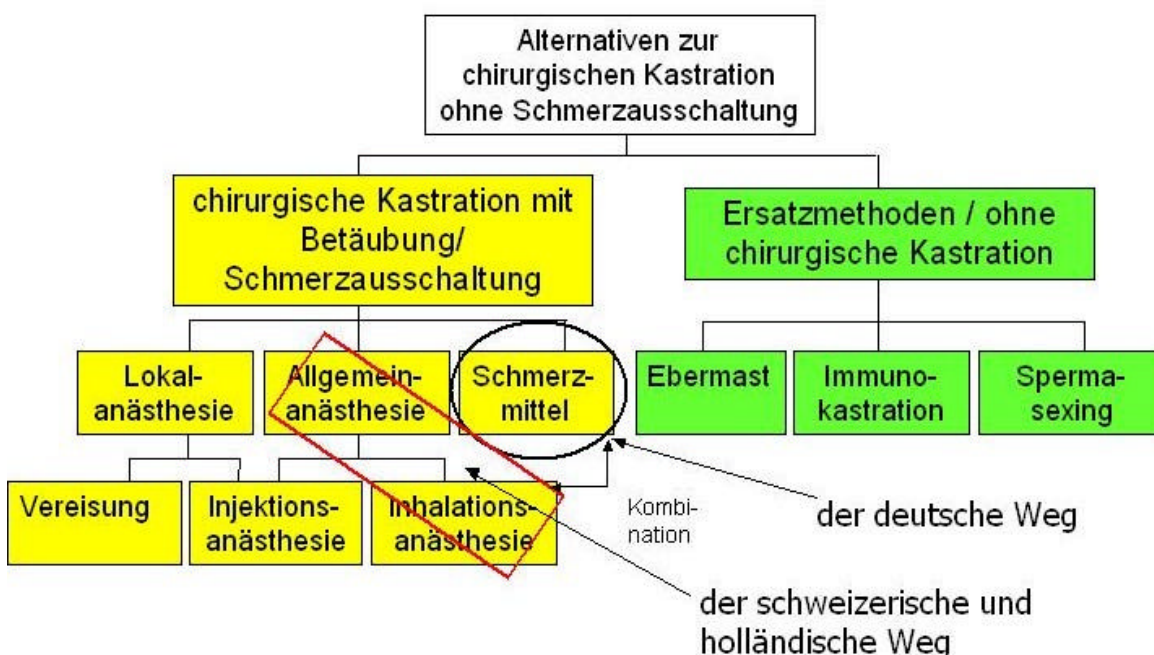 Alternativen zur
chirurgischen Kastration
ohne Schmerzausschaltung
chirurgische Kastration mit
Betäubung/
Schmerzausschaltung
Ersatzmethoden / ohne
chirurgische Kastration
Lokal-
anästhesie
Allgemein-
anästhesie
Schmerz-
mittel
Ebermast
Immuno-
kastration
Sperma-
sexing
Vereisung
Injektions-
anästhesie
Inhalations-
anästhesie
Kombi-
nation
der deutsche Weg
der schweizerische und
holländische Weg